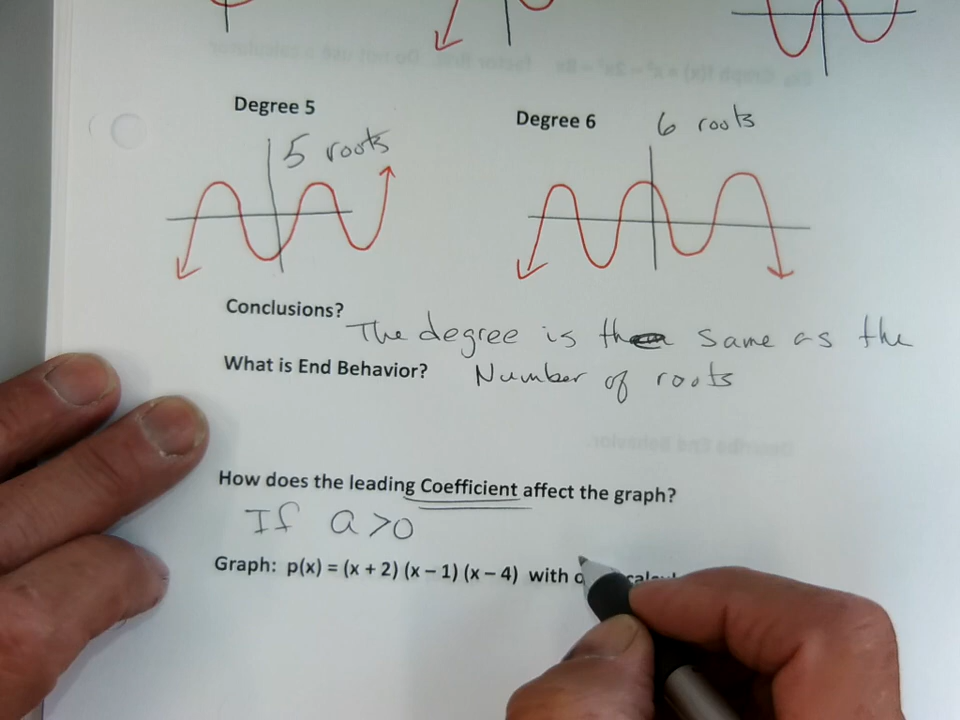 Degree 5
Degree 6
6 roots
5 roots
Conclusions?
The degree is the same as the
What is End Behavior?
Number of roots
How does the leading Coefficient affect the graph?
If a > 0
Graph: p(x) = (x + 2) (x – 1) (x – 4) with